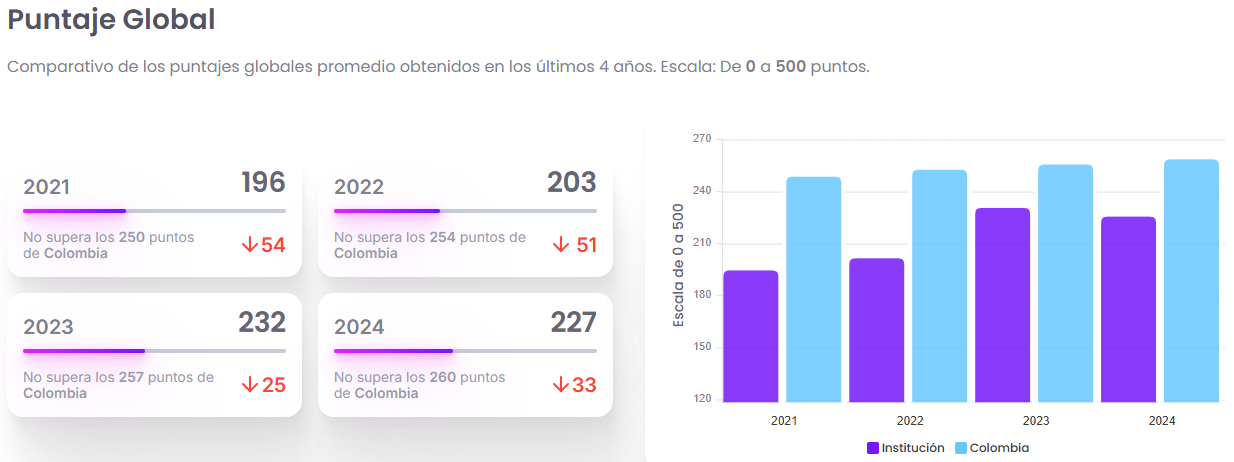 Puntaje Global
Comparativo de los puntajes globales promedio obtenidos en los últimos 4 años. Escala: De 0 a 500 puntos.
2021
196
No supera los 250 puntos
de Colombia
↓54
2022
203
No supera los 254 puntos de
Colombia
↓51
2023
232
No supera los 257 puntos de
Colombia
↓25
2024
227
No supera los 260 puntos
de Colombia
↓33
Escala de 0 a 500
270
240
210
180
150
120
2021
2022
2023
2024
Institución
Colombia